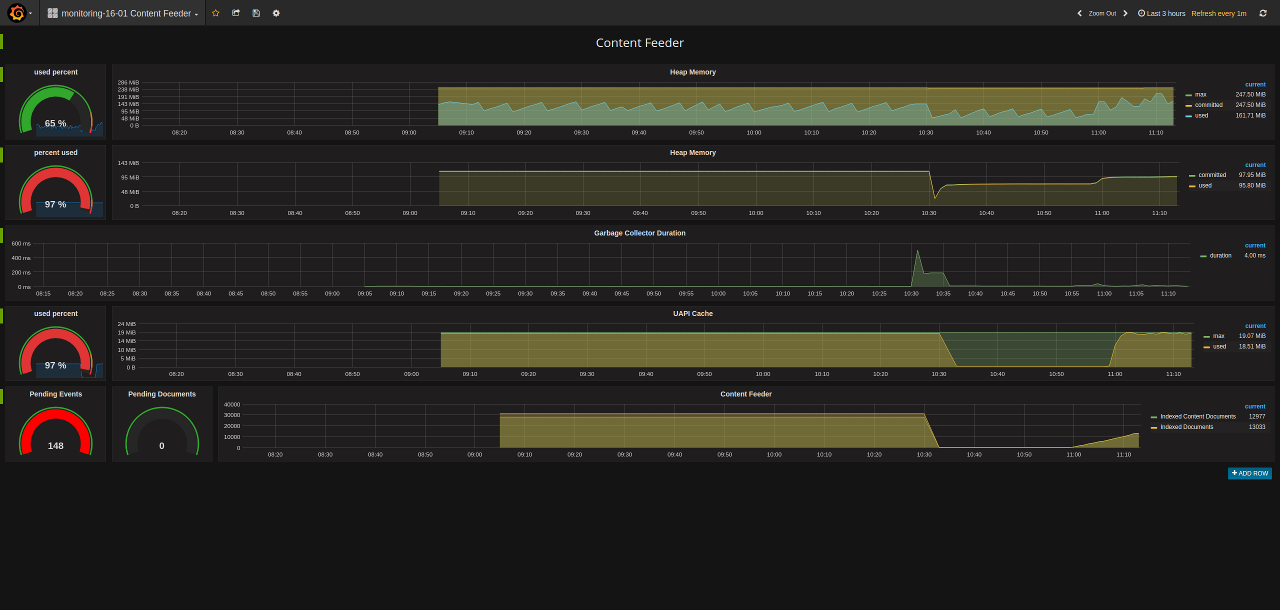 monitoring-16-01 Content Feeder
Zoom Out Last 3 hours Refresh every 1m
Content Feeder
used percent
65 %
Heap Memory
286 MiB
238 MiB
191 MiB
143 MiB
95 MiB
48 MiB
0 B
08:20 08:30 08:40 08:50 09:00 09:10 09:20 09:30 09:40 09:50 10:00 10:10 10:20 10:30 10:40 10:50 11:00 11:10
current
max 247.50 MiB
committed 247.50 MiB
used 161.71 MiB
percent used
97 %
Heap Memory
143 MiB
95 MiB
48 MiB
0 B
08:20 08:30 08:40 08:50 09:00 09:10 09:20 09:30 09:40 09:50 10:00 10:10 10:20 10:30 10:40 10:50 11:00 11:10
current
committed 97.95 MiB
used 95.80 MiB
Garbage Collector Duration
600 ms
400 ms
200 ms
0 ms
08:15 08:20 08:25 08:30 08:35 08:40 08:45 08:50 08:55 09:00 09:05 09:10 09:15 09:20 09:25 09:30 09:35 09:40 09:45 09:50 09:55 10:00 10:05 10:10 10:15 10:20 10:25 10:30 10:35 10:40 10:45 10:50 10:55 11:00 11:05 11:10
current
duration 4.00 ms
used percent
97 %
UAPI Cache
24 MiB
19 MiB
14 MiB
10 MiB
5 MiB
0 B
08:20 08:30 08:40 08:50 09:00 09:10 09:20 09:30 09:40 09:50 10:00 10:10 10:20 10:30 10:40 10:50 11:00 11:10
current
max 19.07 MiB
used 18.51 MiB
Pending Events
148
Pending Documents
0
Content Feeder
40000
30000
20000
10000
0
08:20 08:30 08:40 08:50 09:00 09:10 09:20 09:30 09:40 09:50 10:00 10:10 10:20 10:30 10:40 10:50 11:00 11:10
current
Indexed Content Documents 12977
Indexed Documents 13033
+ ADD ROW